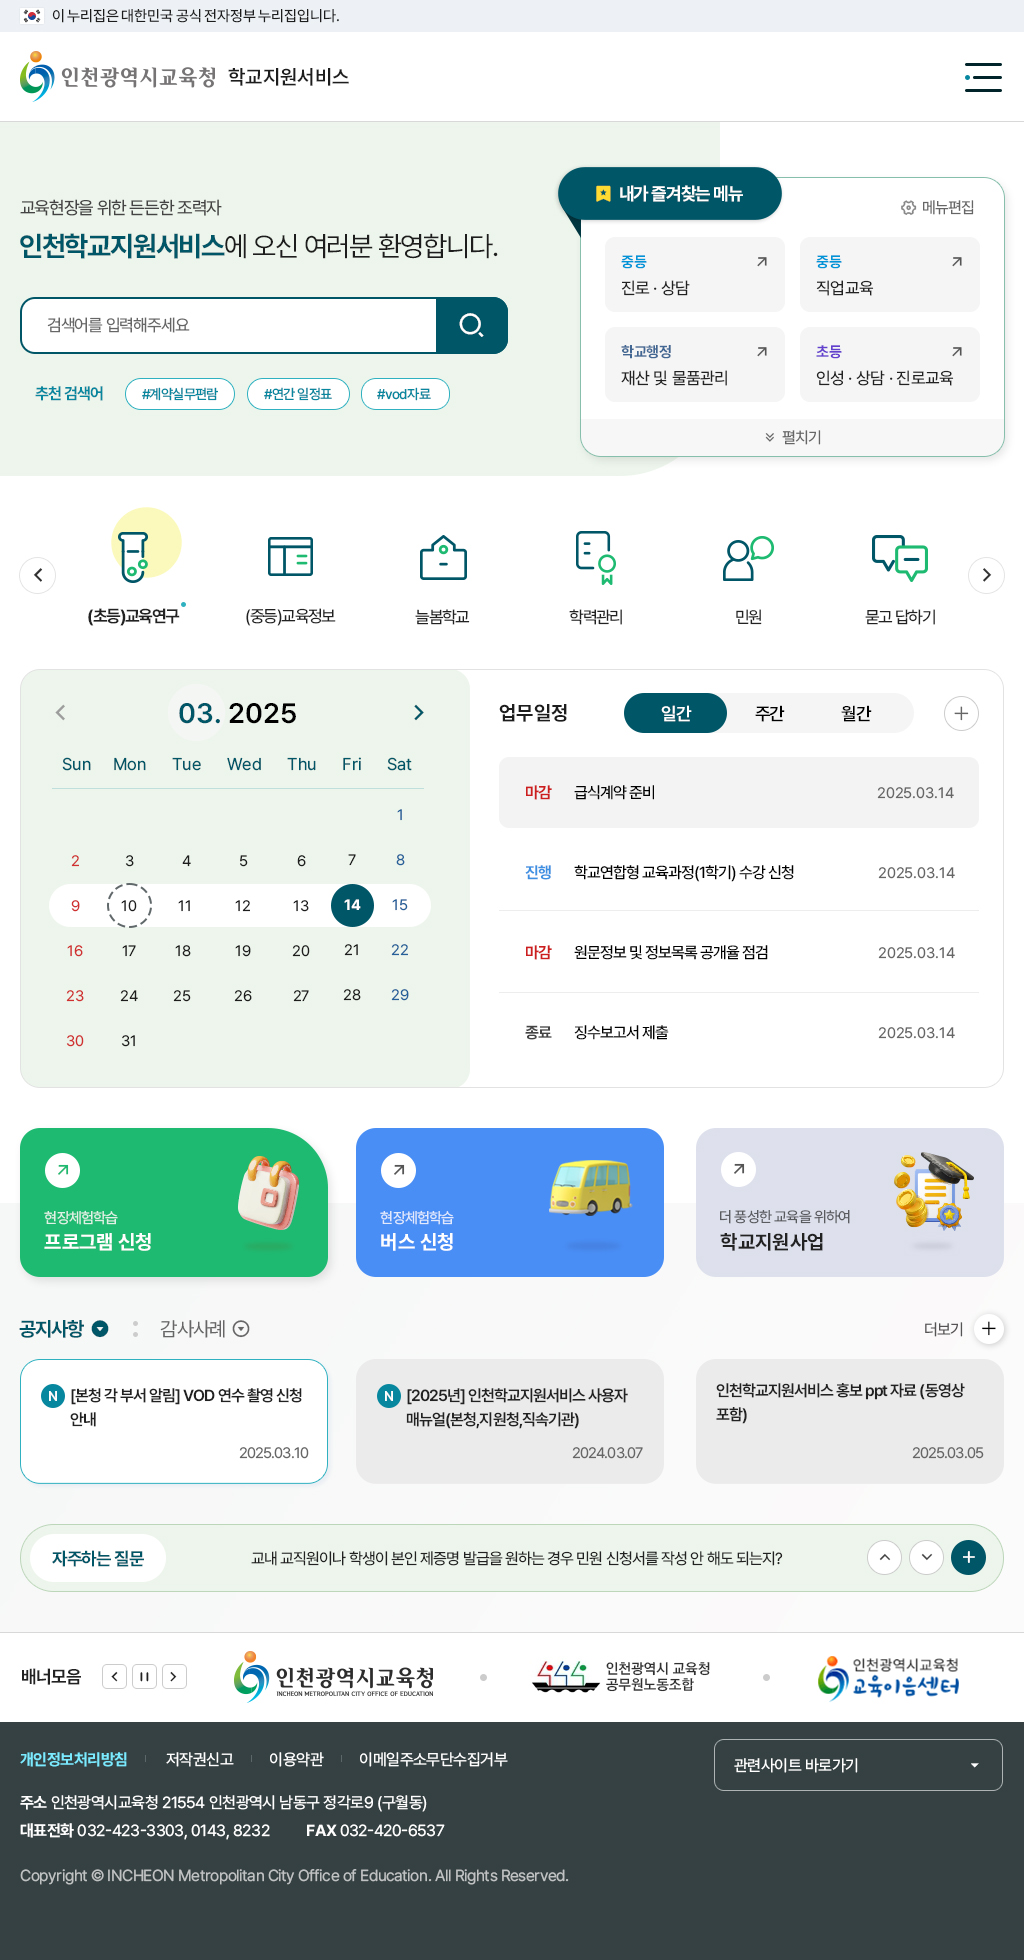 이 누리집은 대한민국 공식 전자정부 누리집입니다.
인천광역시교육청 학교지원서비스
교육현장을 위한 든든한 조력자
인천학교지원서비스에 오신 여러분 환영합니다.
검색어를 입력해주세요
추천 검색어 #계약실무편람 #연간 일정표 #vod자료
내가 즐겨찾는 메뉴
메뉴편집
중등
진로 · 상담
중등
직업교육
학교행정
재산 및 물품관리
초등
인성 · 상담 · 진로교육
펼치기
(초등)교육연구
(중등)교육정보
늘봄학교
학력관리
민원
묻고 답하기
03. 2025
Sun Mon Tue Wed Thu Fri Sat
1
2 3 4 5 6 7 8
9 10 11 12 13 14 15
16 17 18 19 20 21 22
23 24 25 26 27 28 29
30 31
업무일정
일간 주간 월간
마감 급식계약 준비 2025.03.14
진행 학교연합형 교육과정(1학기) 수강 신청 2025.03.14
마감 원문정보 및 정보목록 공개율 점검 2025.03.14
종료 징수보고서 제출 2025.03.14
현장체험학습
프로그램 신청
현장체험학습
버스 신청
더 풍성한 교육을 위하여
학교지원사업
공지사항 감사사례 더보기
N [본청 각 부서 알림] VOD 연수 촬영 신청
안내
2025.03.10
N [2025년] 인천학교지원서비스 사용자
매뉴얼(본청,지원청,직속기관)
2024.03.07
인천학교지원서비스 홍보 ppt 자료 (동영상
포함)
2025.03.05
자주하는 질문 교내 교직원이나 학생이 본인 제증명 발급을 원하는 경우 민원 신청서를 작성 안 해도 되는지?
배너모음
인천광역시교육청
INCHEON METROPOLITAN CITY OFFICE OF EDUCATION
인천광역시 교육청
공무원노동조합
인천광역시교육청
교육이음센터
개인정보처리방침 저작권신고 이용약관 이메일주소무단수집거부
관련사이트 바로가기
주소 인천광역시교육청 21554 인천광역시 남동구 정각로9 (구월동)
대표전화 032-423-3303, 0143, 8232 FAX 032-420-6537
Copyright © INCHEON Metropolitan City Office of Education. All Rights Reserved.